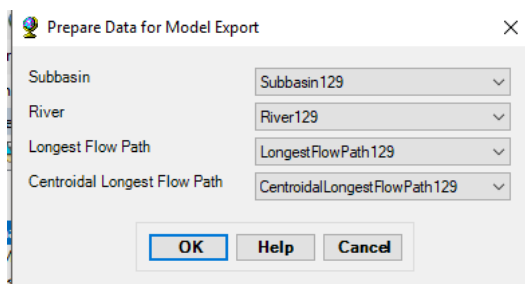 Prepare Data for Model Export
Subbasin Subbasin129
River River129
Longest Flow Path LongestFlowPath129
Centroidal Longest Flow Path CentroidalLongestFlowPath129
OK Help Cancel